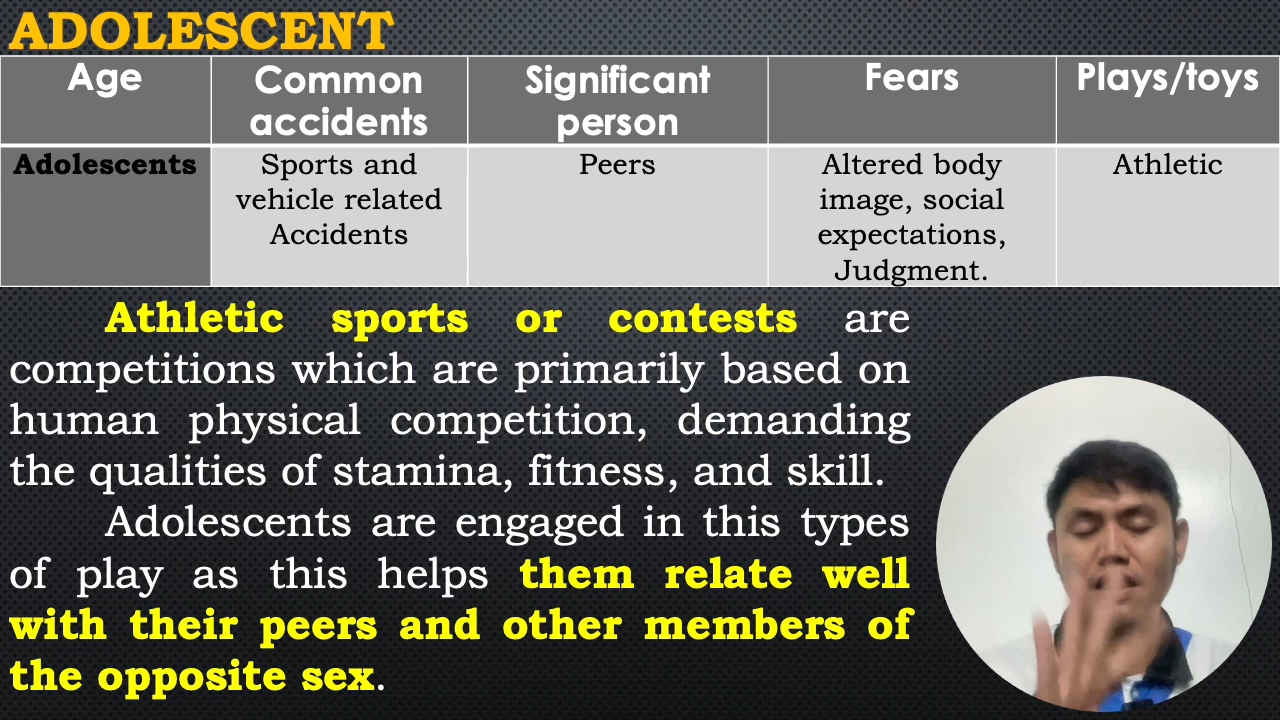 ADOLESCENT
Age
Common
accidents
Significant
person
Fears
Plays/toys
Adolescents
Sports and
vehicle related
Accidents
Peers
Altered body
image, social
expectations,
Judgment.
Athletic
Athletic sports or contests are
competitions which are primarily based on
human physical competition, demanding
the qualities of stamina, fitness, and skill.
Adolescents are engaged in this types
of play as this helps them relate well
with their peers and other members of
the opposite sex.